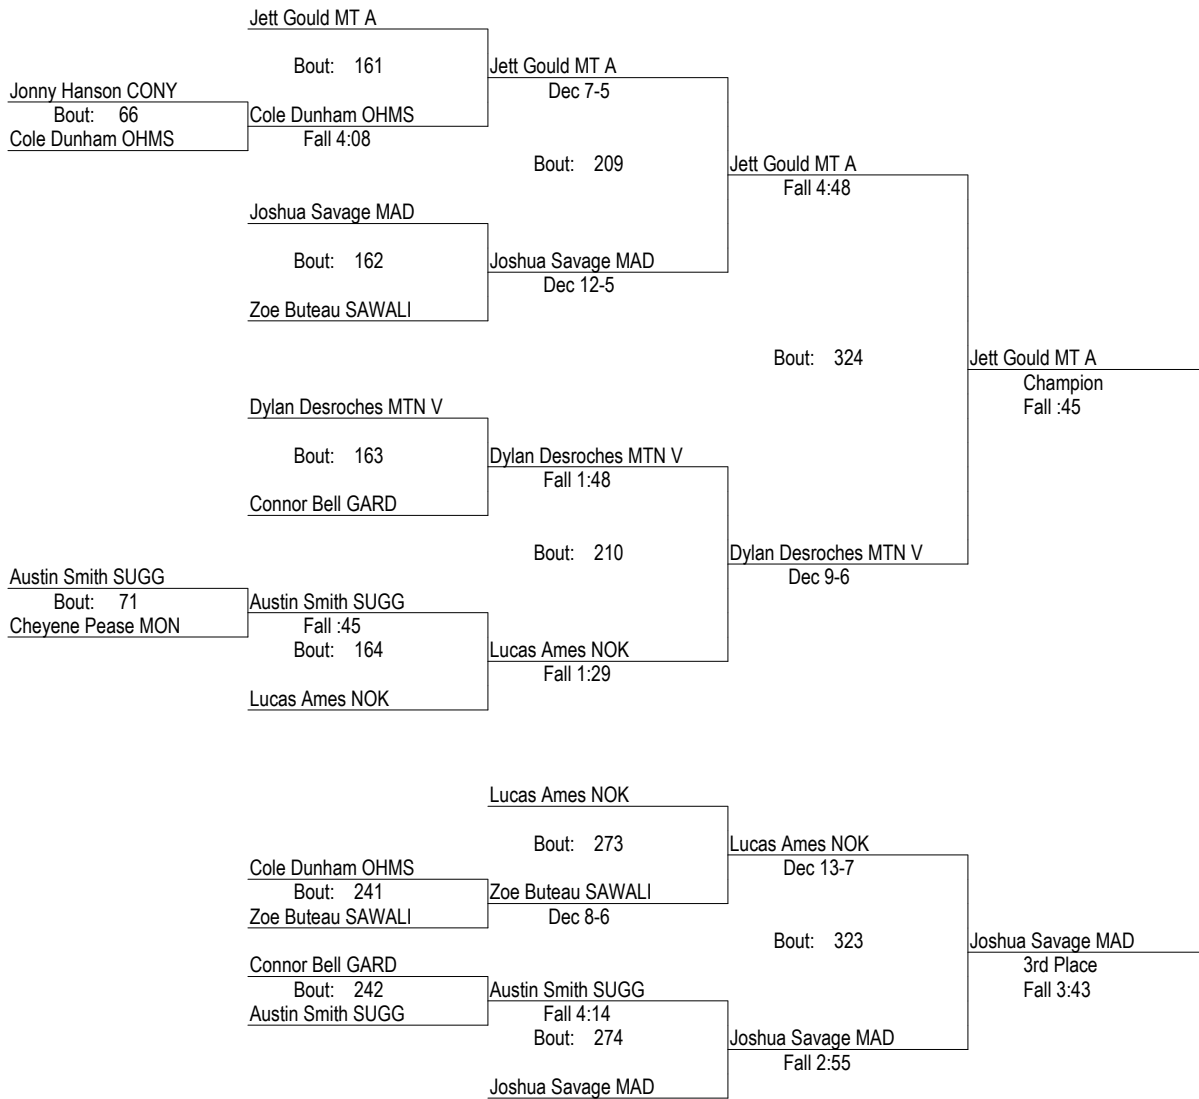 Jett Gould MT A
Bout: 161
Jett Gould MT A
Dec 7-5
Jonny Hanson CONY
Bout: 66
Cole Dunham OHMS
Cole Dunham OHMS
Fall 4:08
Bout: 209
Jett Gould MT A
Fall 4:48
Joshua Savage MAD
Bout: 162
Joshua Savage MAD
Dec 12-5
Zoe Buteau SAWALI
Bout: 324
Jett Gould MT A
Champion
Fall :45
Dylan Desroches MTN V
Bout: 163
Dylan Desroches MTN V
Fall 1:48
Connor Bell GARD
Bout: 210
Dylan Desroches MTN V
Dec 9-6
Austin Smith SUGG
Bout: 71
Cheyene Pease MON
Austin Smith SUGG
Fall :45
Bout: 164
Lucas Ames NOK
Fall 1:29
Lucas Ames NOK
Lucas Ames NOK
Bout: 273
Lucas Ames NOK
Dec 13-7
Cole Dunham OHMS
Bout: 241
Zoe Buteau SAWALI
Zoe Buteau SAWALI
Dec 8-6
Bout: 323
Joshua Savage MAD
3rd Place
Fall 3:43
Connor Bell GARD
Bout: 242
Austin Smith SUGG
Austin Smith SUGG
Fall 4:14
Bout: 274
Joshua Savage MAD
Fall 2:55
Joshua Savage MAD